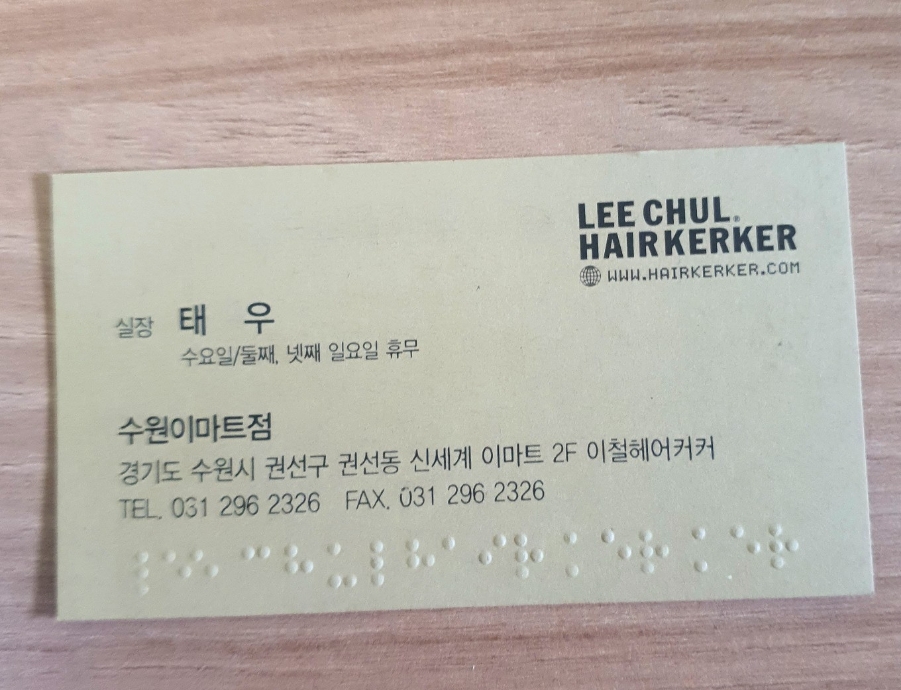 LEE CHUL®
HAIRKERKER
WWW.HAIRKERKER.COM
실장 태 우
수요일/둘째, 넷째 일요일 휴무
수원이마트점
경기도 수원시 권선구 권선동 신세계 이마트 2F 이철헤어커커
TEL. 031 296 2326 FAX. 031 296 2326